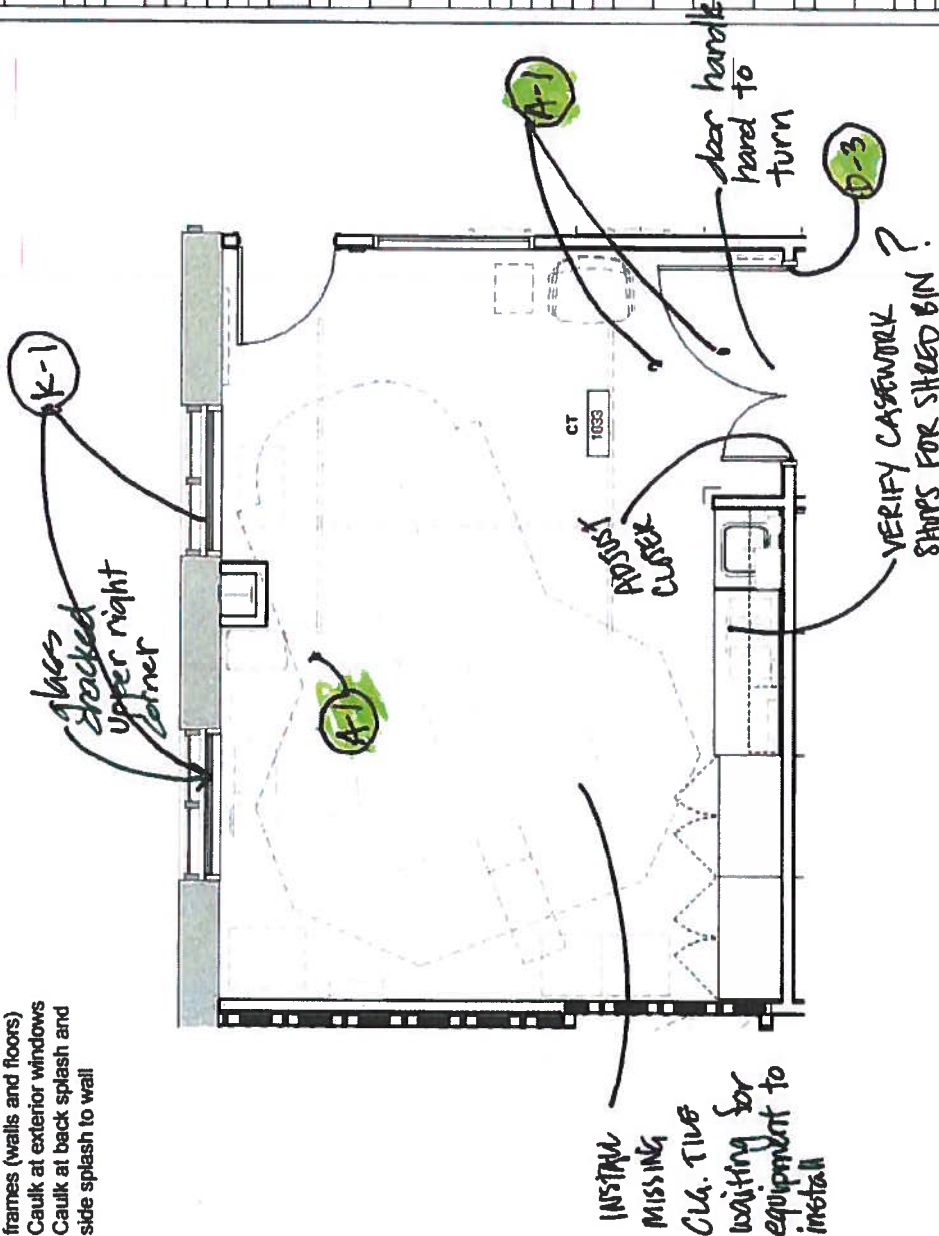 frames (walls and floors)
Caulk at exterior windows
Caulk at back splash and
side splash to wall
K-1
glass
cracked
Upper right
corner
A-1
door handle
hard to
turn
D-3
CT
1033
ADJUST
CLOSER
A-1
VERIFY CASEWORK ?
SHOPS FOR SHRED BIN
INSTALL
MISSING
CLG. TILE
waiting for
equipment to
install